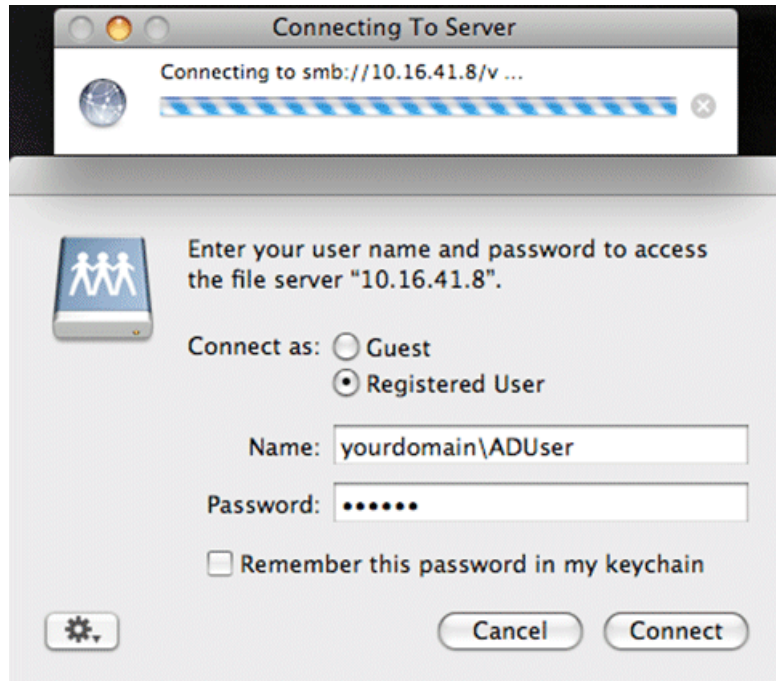 Connecting To Server
Connecting to smb://10.16.41.8/v ...
Enter your user name and password to access
the file server “10.16.41.8”.
Connect as: Guest
Registered User
Name: yourdomain\ADUser
Password: ••••••
Remember this password in my keychain
Cancel Connect